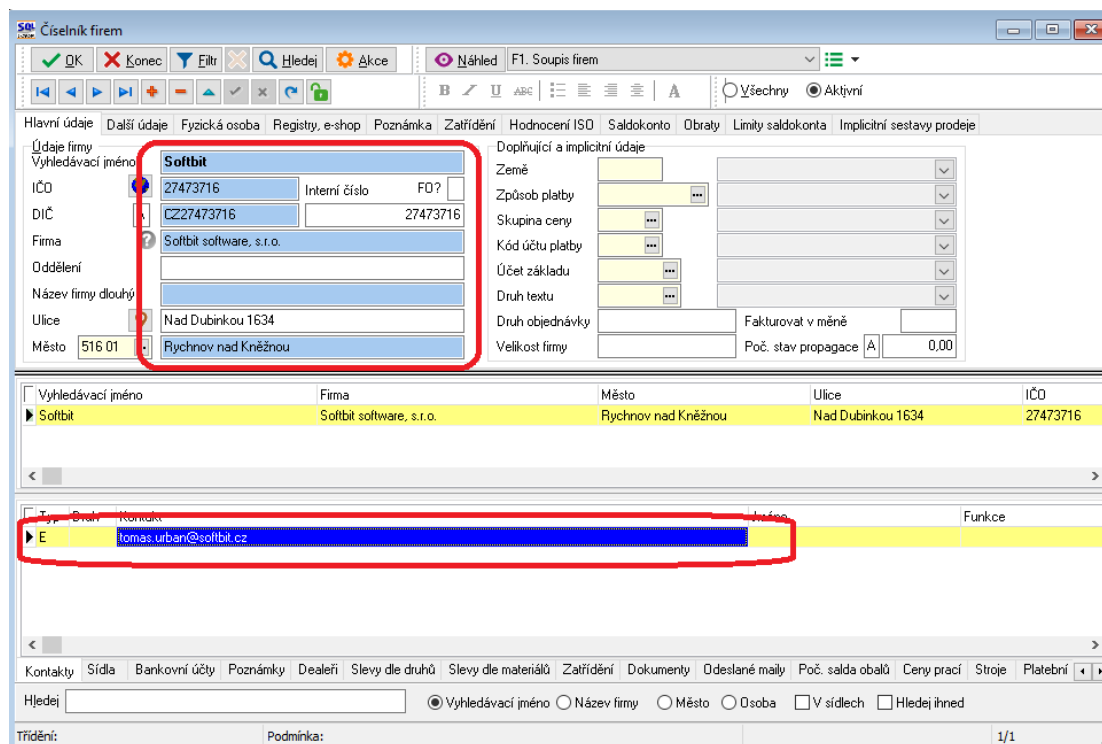 SQL Číselník firem
OK Konec Filtr Hledej Akce Náhled F1. Soupis firem
B I U ABC A Všechny Aktivní
Hlavní údaje Další údaje Fyzická osoba Registry, e-shop Poznámka Zatřídění Hodnocení ISO Saldokonto Obraty Limity saldokonta Implicitní sestavy prodeje
Údaje firmy Doplňující a implicitní údaje
Vyhledávací jméno Softbit Země
IČO 27473716 Interní číslo FO? Způsob platby
DIČ A CZ27473716 27473716 Skupina ceny
Firma ? Softbit software, s.r.o. Kód účtu platby
Oddělení Účet základu
Název firmy dlouhý Druh textu
Ulice Nad Dubinkou 1634 Druh objednávky Fakturovat v měně
Město 516 01 Rychnov nad Kněžnou Velikost firmy Poč. stav propagace A 0,00
Vyhledávací jméno Firma Město Ulice IČO
Softbit Softbit software, s.r.o. Rychnov nad Kněžnou Nad Dubinkou 1634 27473716
Typ Druh Kontakt Jméno Funkce
E tomas.urban@softbit.cz
Kontakty Sídla Bankovní účty Poznámky Dealeři Slevy dle druhů Slevy dle materiálů Zatřídění Dokumenty Odeslané maily Poč. salda obalů Ceny prací Stroje Platební
Hledej Vyhledávací jméno Název firmy Město Osoba V sídlech Hledej ihned
Třídění: Podmínka: 1/1